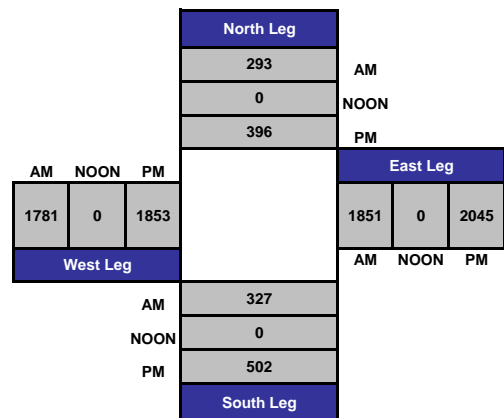 North Leg
293 AM
0 NOON
396 PM
AM NOON PM
East Leg
1781 0 1853
1851 0 2045
West Leg
AM NOON PM
AM 327
NOON 0
PM 502
South Leg